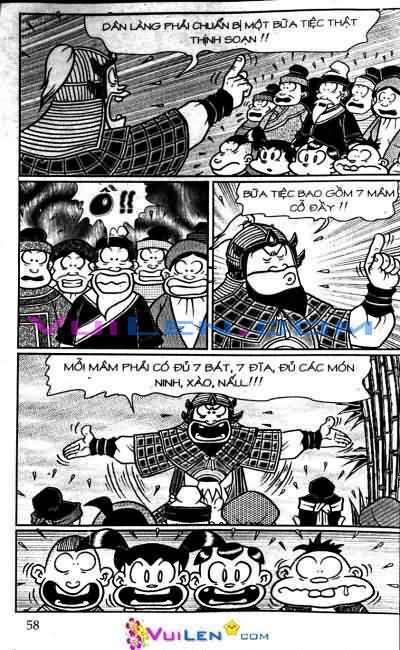 DÂN LÀNG PHẢI CHUẨN BỊ MỘT BỮA TIỆC THẬT
THỊNH SOẠN !!
Ồ !!
BỮA TIỆC BAO GỒM 7 MÂM
CỖ ĐẦY !!
VUILEN.COM
MỖI MÂM PHẢI CÓ ĐỦ 7 BÁT, 7 ĐĨA, ĐỦ CÁC MÓN
NINH, XÀO, NẤU...!!!
58
VUILEN COM